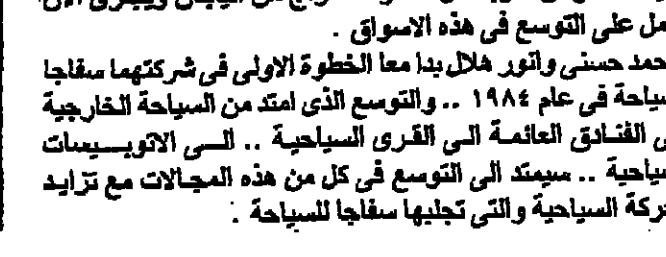 مل على التوسع فى هذه الاسواق .
حمد حسنى وانور هلال بدا معا الخطوة الاولى فى شركتهما سفاجا
سياحة فى عام ١٩٨٤ .. والتوسع الذى امتد من السياحة الخارجية
ى الفنادق العائمة الى القرى السياحية .. الى الاتوبيسات
سياحية .. سيمتد الى التوسع فى كل من هذه المجالات مع تزايد
حركة السياحية والتى تجلبها سفاجا للسياحة .